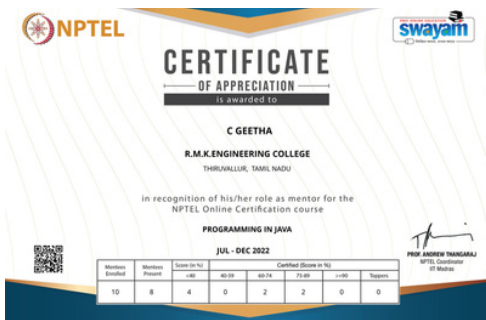 NPTEL
swayam
CERTIFICATE
OF APPRECIATION
is awarded to
C GEETHA
R.M.K.ENGINEERING COLLEGE
THIRUVALLUR, TAMIL NADU
in recognition of his/her role as mentor for the
NPTEL Online Certification course
PROGRAMMING IN JAVA
JUL - DEC 2022
PROF. ANDREW THANGARAJ
NPTEL Coordinator
IIT Madras
Mentees Enrolled Mentees Present Score (in %) Certified (Score in %)
<40 40-59 60-74 75-89 >=90 Toppers
10 8 4 0 2 2 0 0